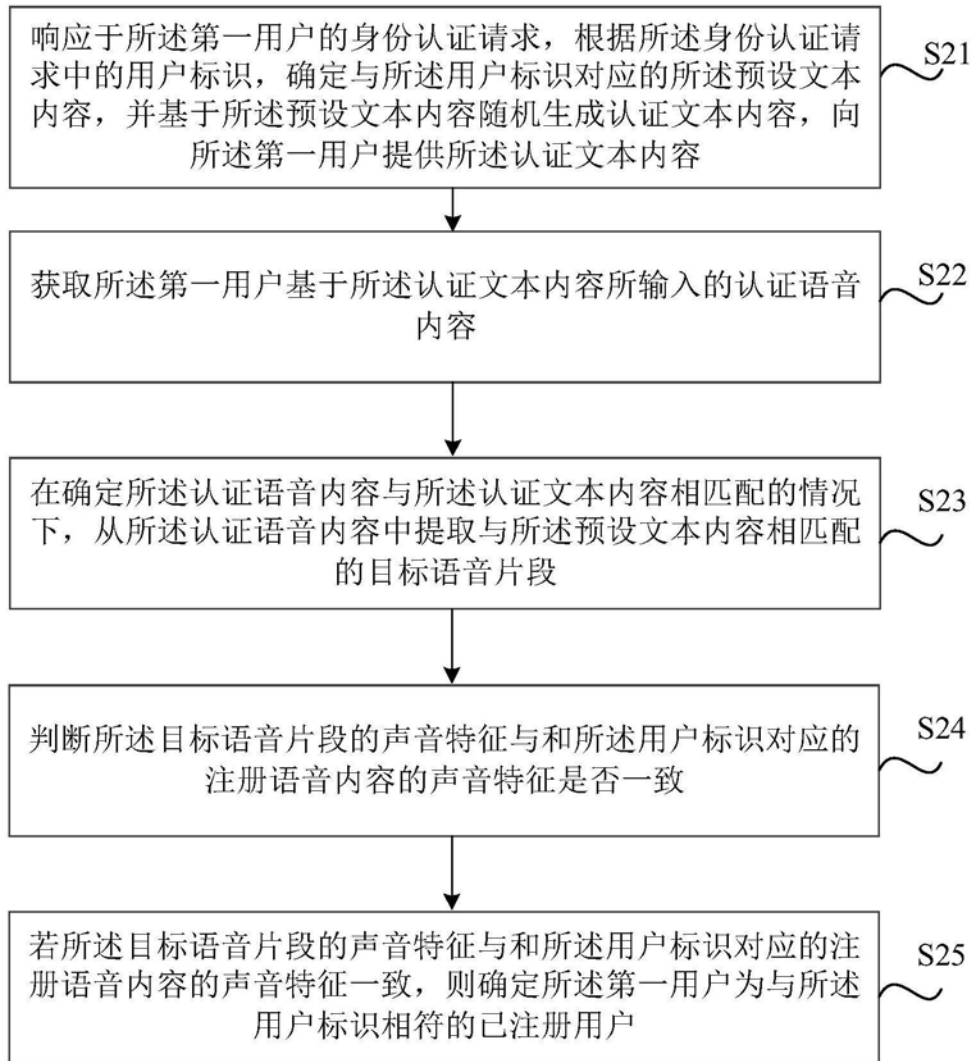 响应于所述第一用户的身份认证请求，根据所述身份认证请
求中的用户标识，确定与所述用户标识对应的所述预设文本
内容，并基于所述预设文本内容随机生成认证文本内容，向
所述第一用户提供所述认证文本内容
S21
获取所述第一用户基于所述认证文本内容所输入的认证语音
内容
S22
在确定所述认证语音内容与所述认证文本内容相匹配的情况
下，从所述认证语音内容中提取与所述预设文本内容相匹配
的目标语音片段
S23
判断所述目标语音片段的声音特征与和所述用户标识对应的
注册语音内容的声音特征是否一致
S24
若所述目标语音片段的声音特征与和所述用户标识对应的注
册语音内容的声音特征一致，则确定所述第一用户为与所述
用户标识相符的已注册用户
S25